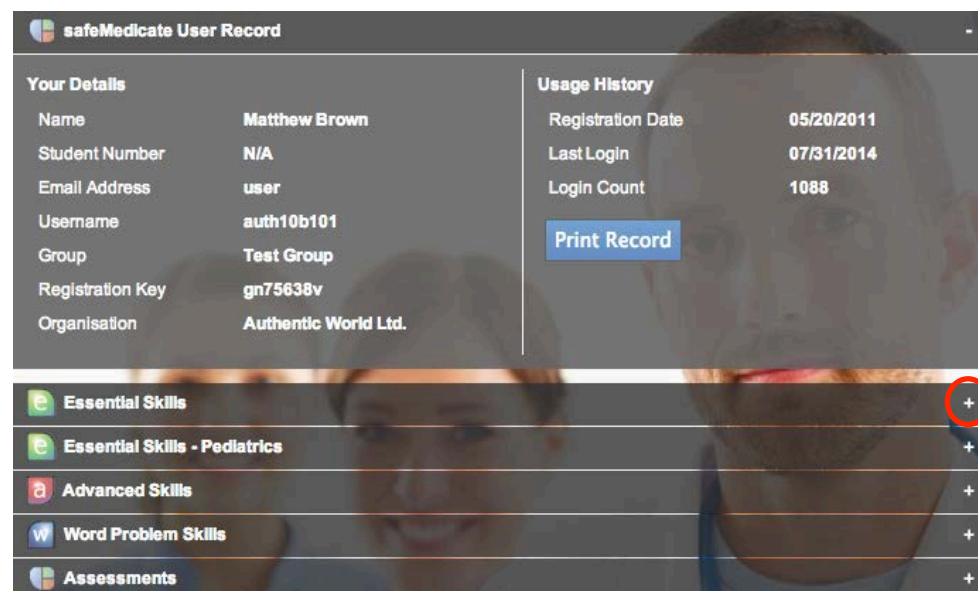 safeMedicate User Record -
Your Details
Name Matthew Brown
Student Number N/A
Email Address user
Username auth10b101
Group Test Group
Registration Key gn75638v
Organisation Authentic World Ltd.
Usage History
Registration Date 05/20/2011
Last Login 07/31/2014
Login Count 1088
Print Record
e Essential Skills +
e Essential Skills - Pediatrics +
a Advanced Skills +
w Word Problem Skills +
Assessments +